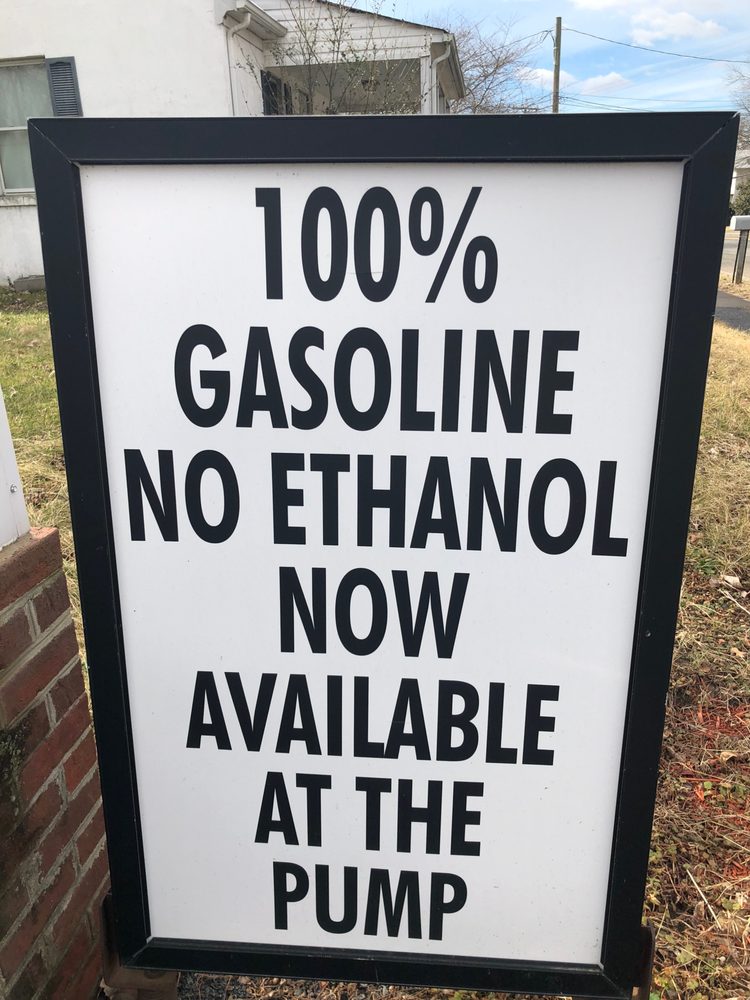 100%
GASOLINE
NO ETHANOL
NOW
AVAILABLE
AT THE
PUMP